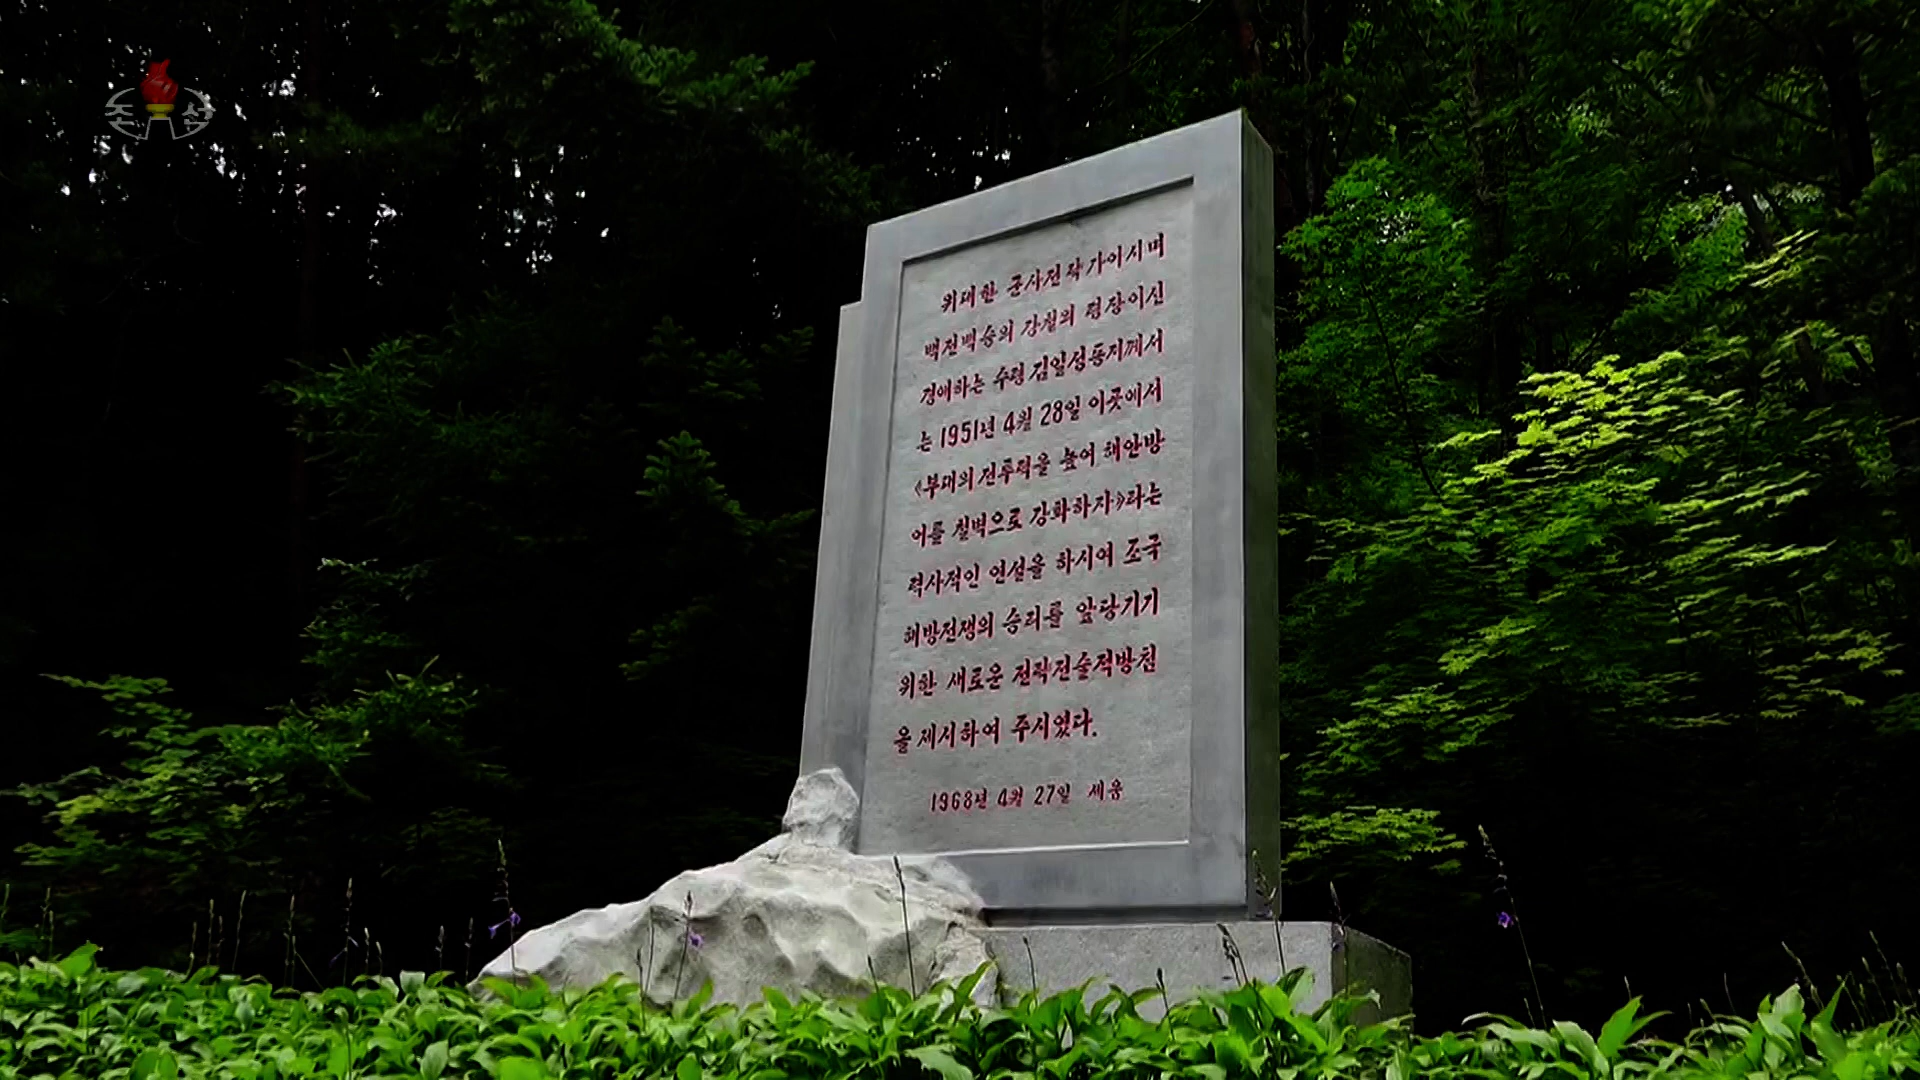 조선
위대한 군사전략가이시며
백전백승의 강철의 령장이신
경애하는 수령 김일성동지께서
는 1951년 4월 28일 이곳에서
《부대의 전투력을 높여 해안방
어를 철벽으로 강화하자》라는
력사적인 연설을 하시여 조국
해방전쟁의 승리를 앞당기기
위한 새로운 전략전술적방침
을 제시하여 주시였다.
1968년 4월 27일 세움